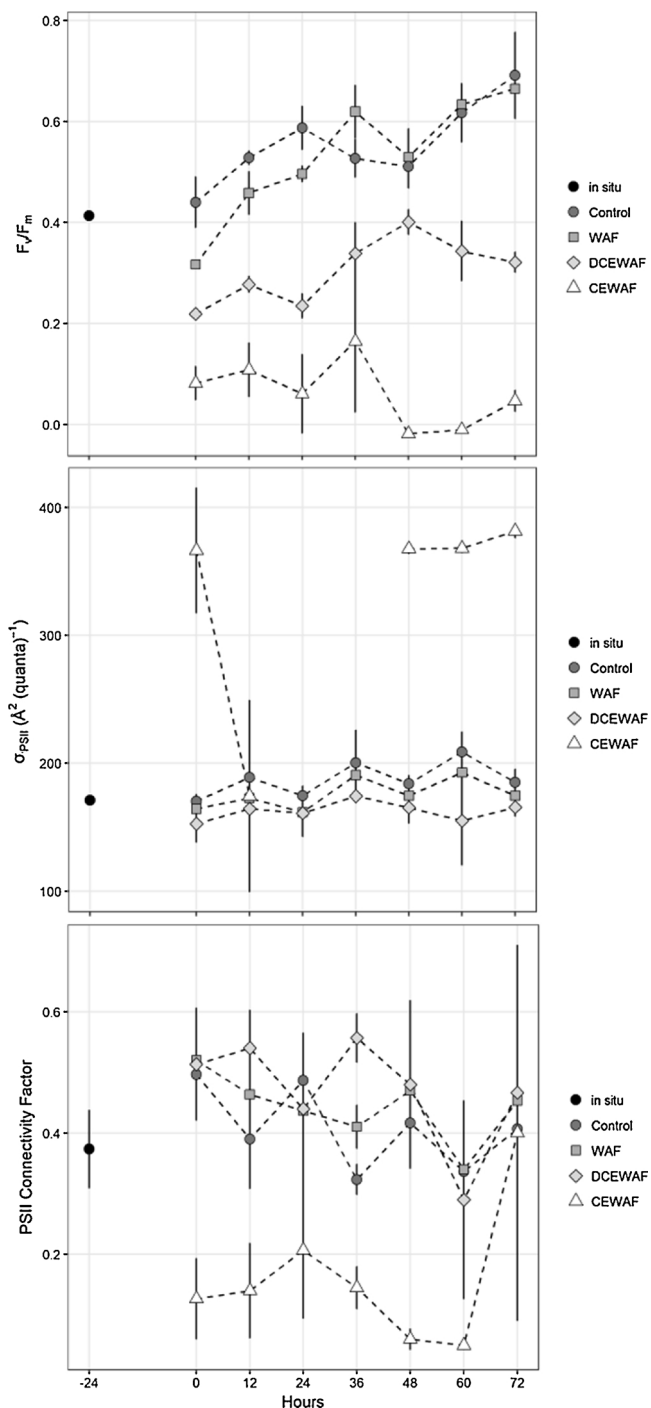 0.8
0.6
0.4
0.2
0.0
Fv/Fm
in situ
Control
WAF
DCEWAF
CEWAF
400
300
200
100
σPSII (Å2 (quanta)−1)
in situ
Control
WAF
DCEWAF
CEWAF
0.6
0.4
0.2
PSII Connectivity Factor
in situ
Control
WAF
DCEWAF
CEWAF
-24 0 12 24 36 48 60 72
Hours